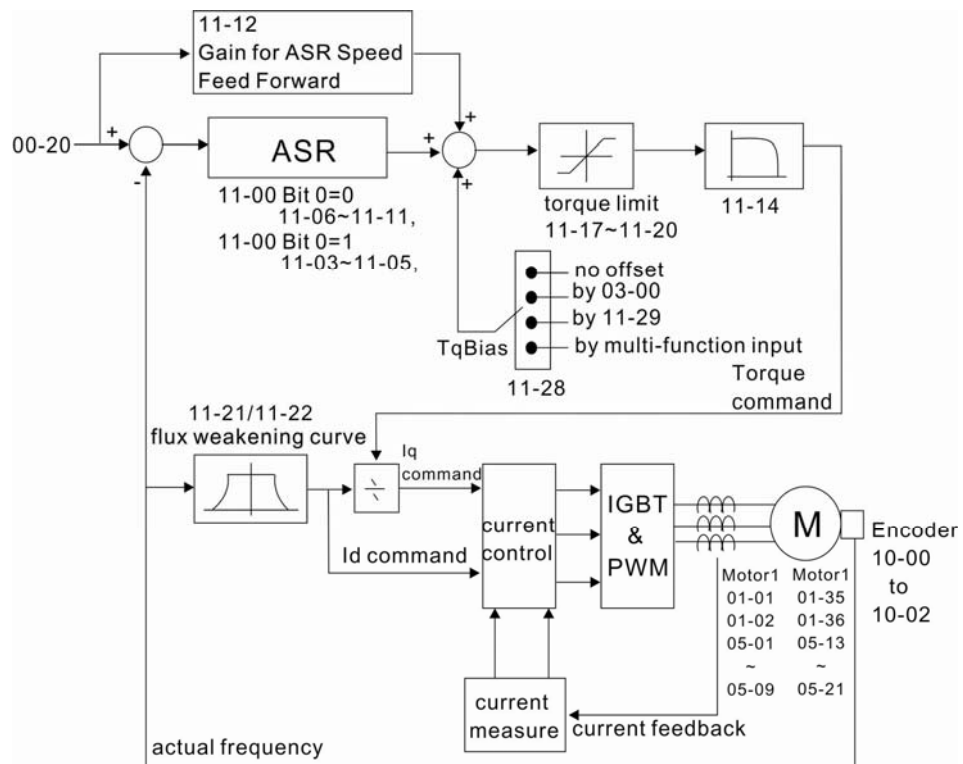 11-12
Gain for ASR Speed
Feed Forward
+
00-20
+
-
ASR
+
+
11-00 Bit 0=0
11-06~11-11,
11-00 Bit 0=1
11-03~11-05,
torque limit
11-17~11-20
11-14
no offset
by 03-00
by 11-29
by multi-function input
TqBias
11-28
Torque
command
11-21/11-22
flux weakening curve
Iq
command
Id command
current
control
IGBT
&
PWM
M
Encoder
10-00
to
10-02
Motor1
01-01
01-02
05-01
~
05-09
Motor1
01-35
01-36
05-13
~
05-21
current
measure
current feedback
actual frequency